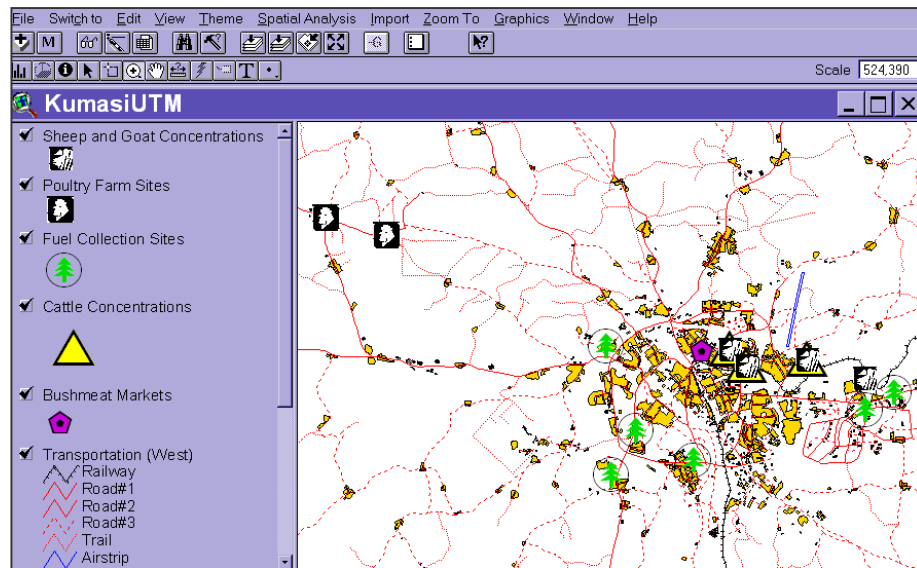 File Switch to Edit View Theme Spatial Analysis Import Zoom To Graphics Window Help
M G ?
i T Scale 524,390
KumasiUTM
Sheep and Goat Concentrations
Poultry Farm Sites
Fuel Collection Sites
Cattle Concentrations
Bushmeat Markets
Transportation (West)
Railway
Road#1
Road#2
Road#3
Trail
Airstrip